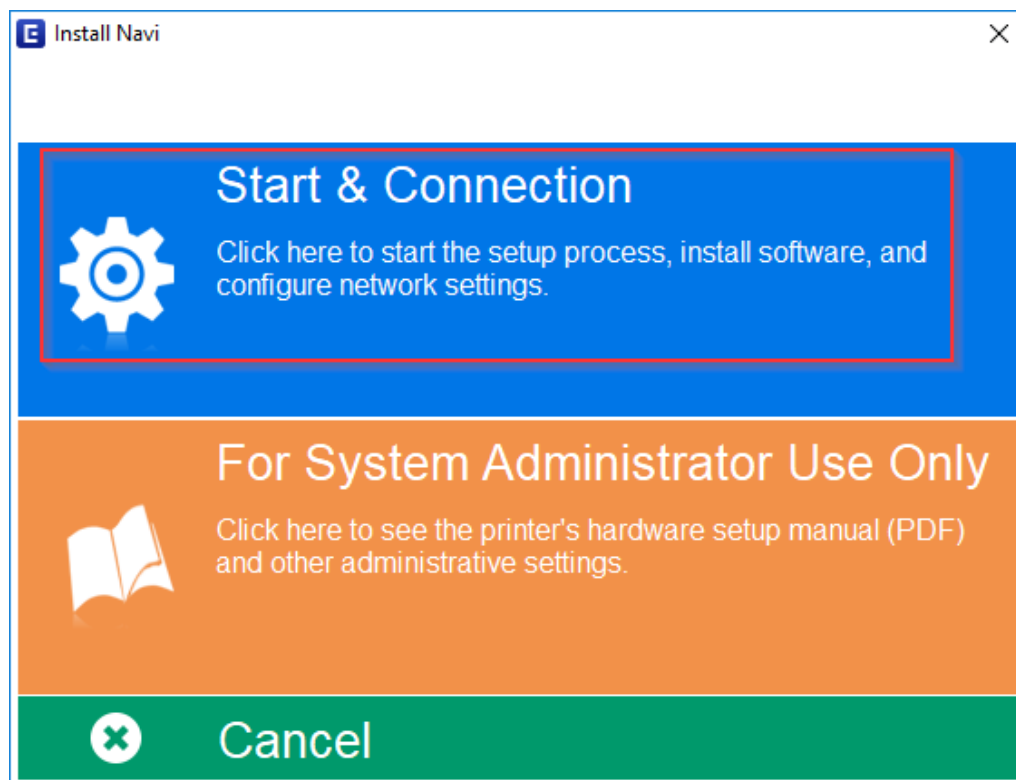 E Install Navi
Start & Connection
Click here to start the setup process, install software, and
configure network settings.
For System Administrator Use Only
Click here to see the printer's hardware setup manual (PDF)
and other administrative settings.
Cancel